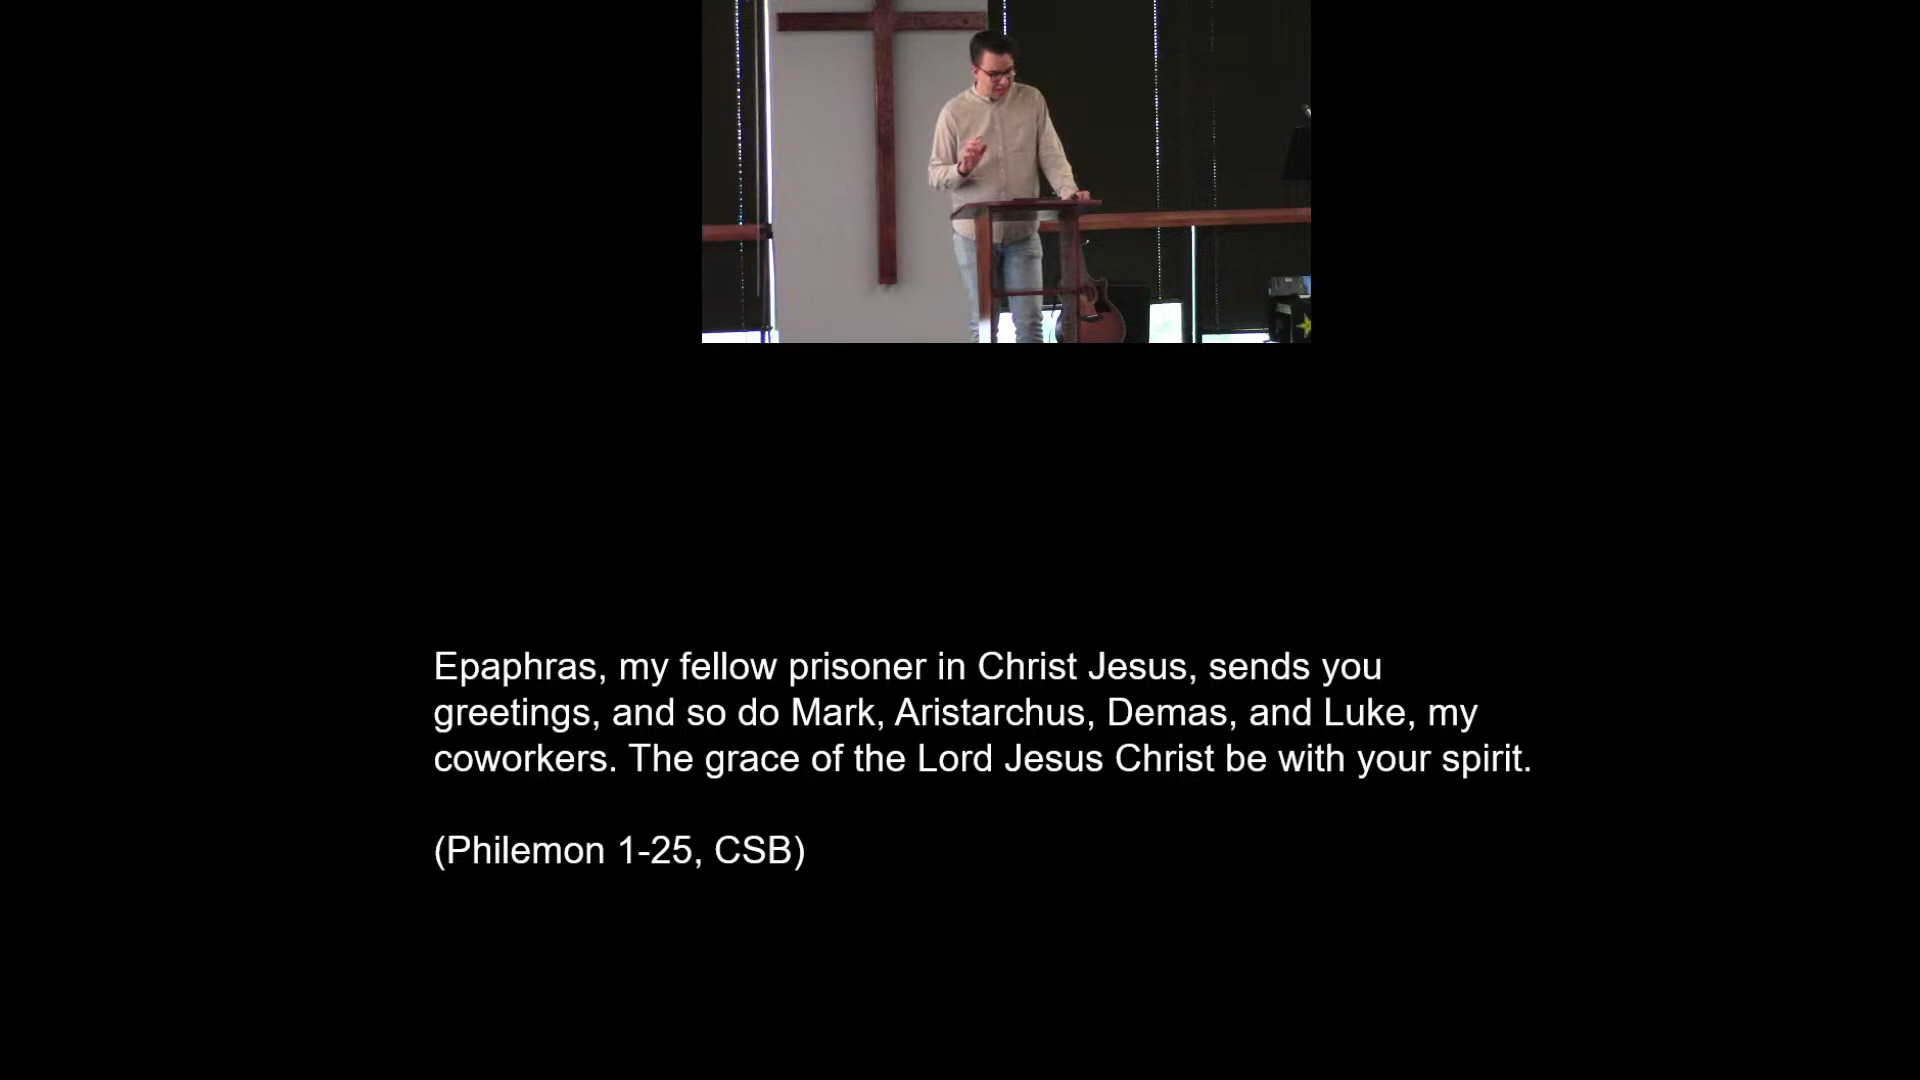 Epaphras, my fellow prisoner in Christ Jesus, sends you
greetings, and so do Mark, Aristarchus, Demas, and Luke, my
coworkers. The grace of the Lord Jesus Christ be with your spirit.
(Philemon 1-25, CSB)